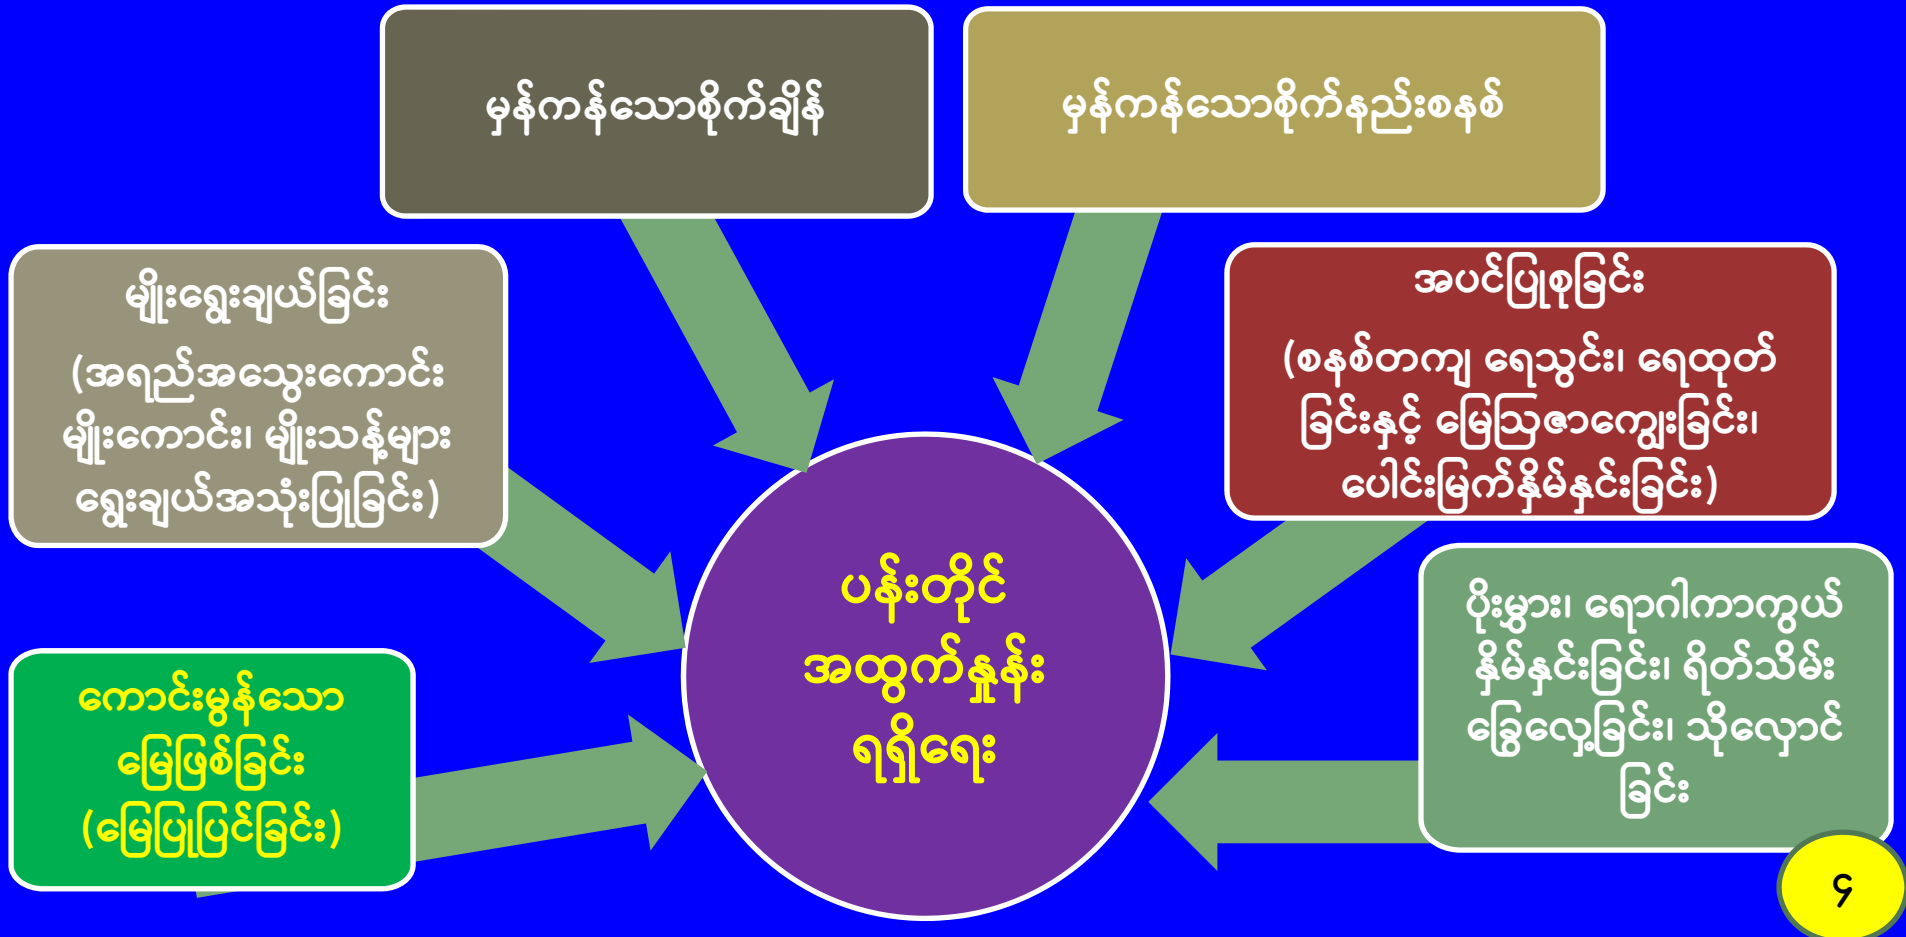 မှန်ကန်သောစိုက်ချိန်
မှန်ကန်သောစိုက်နည်းစနစ်
မျိုးရွေးချယ်ခြင်း
(အရည်အသွေးကောင်း
မျိုးကောင်း၊ မျိုးသန့်များ
ရွေးချယ်အသုံးပြုခြင်း)
အပင်ပြုစုခြင်း
(စနစ်တကျ ရေသွင်း၊ ရေထုတ်
ခြင်းနှင့် မြေဩဇာကျွေးခြင်း၊
ပေါင်းမြက်နှိမ်နှင်းခြင်း)
ကောင်းမွန်သော
မြေဖြစ်ခြင်း
(မြေပြုပြင်ခြင်း)
ပန်းတိုင်
အထွက်နှုန်း
ရရှိရေး
ပိုးမွှား၊ ရောဂါကာကွယ်
နှိမ်နှင်းခြင်း၊ ရိတ်သိမ်း
ခြွေလှေ့ခြင်း၊ သိုလှောင်
ခြင်း
၄